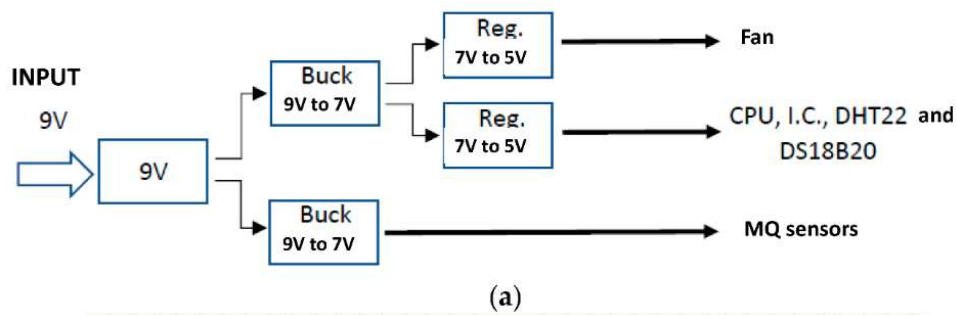 INPUT
9V
9V
Buck
9V to 7V
Reg.
7V to 5V
Fan
Reg.
7V to 5V
CPU, I.C., DHT22 and
DS18B20
Buck
9V to 7V
MQ sensors
(a)